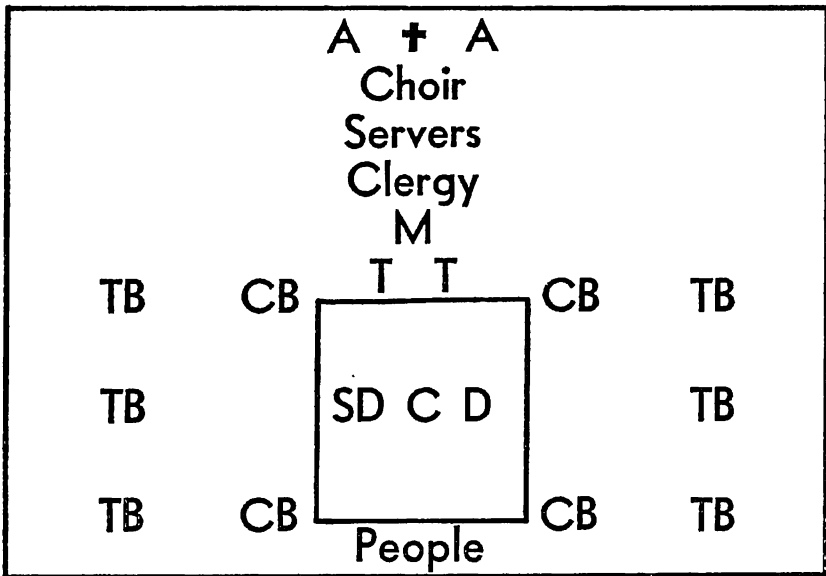 A ✝ A
Choir
Servers
Clergy
M
T T
TB CB CB TB
TB SD C D TB
TB CB CB TB
People